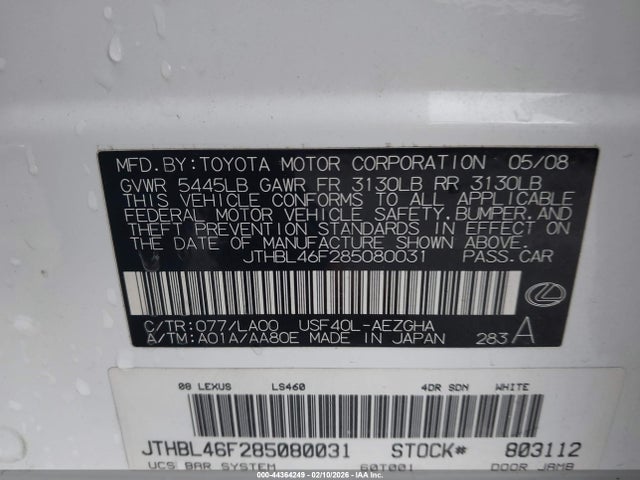 MFD.BY:TOYOTA MOTOR CORPORATION 05/08
GVWR 5445LB GAWR FR 3130LB RR 3130LB
THIS VEHICLE CONFORMS TO ALL APPLICABLE
FEDERAL MOTOR VEHICLE SAFETY,BUMPER,AND
THEFT PREVENTION STANDARDS IN EFFECT ON
THE DATE OF MANUFACTURE SHOWN ABOVE.
JTHBL46F285080031 PASS.CAR
C/TR:077/LA00 USF40L-AEZGHA
A/TM:A01A/AA80E MADE IN JAPAN 283 A
08 LEXUS LS460 4DR SDN WHITE
JTHBL46F285080031 STOCK# 803112
UCS BAR SYSTEM 60T001 DOOR JAMB
000-44364249 - 02/10/2026 - IAAI Branch